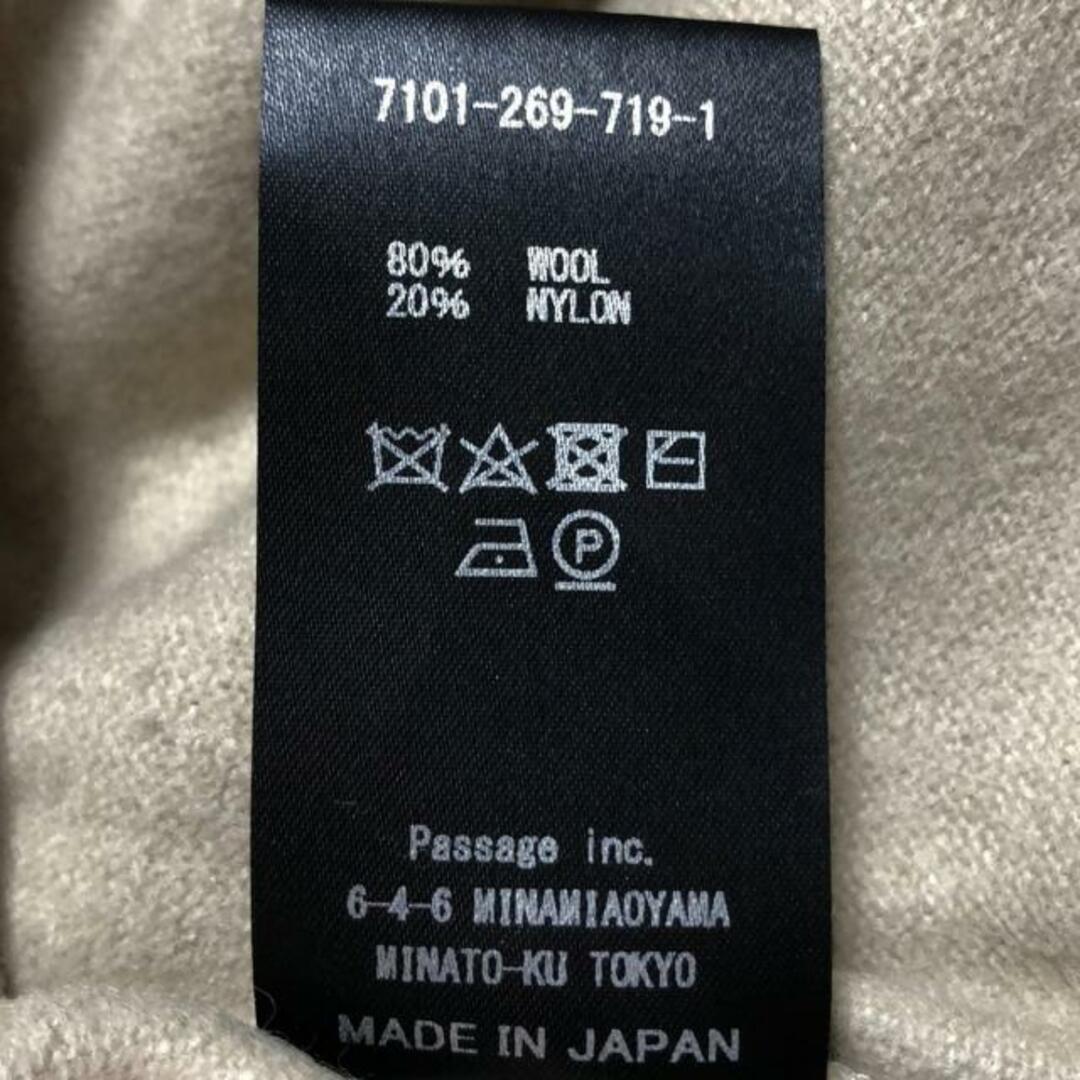 7101-269-719-1
80% WOOL
20% NYLON
P
Passage inc.
6-4-6 MINAMIAOYAMA
MINATO-KU TOKYO
MADE IN JAPAN